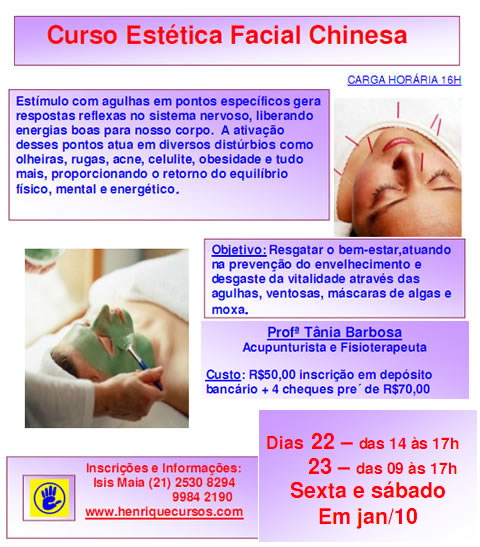 Curso Estética Facial Chinesa
CARGA HORÁRIA 16H
Estímulo com agulhas em pontos específicos gera
respostas reflexas no sistema nervoso, liberando
energias boas para nosso corpo.  A ativação
desses pontos atua em diversos distúrbios como
olheiras, rugas, acne, celulite, obesidade e tudo
mais, proporcionando o retorno do equilíbrio
físico, mental e energético.
Objetivo: Resgatar o bem-estar,atuando
na prevenção do envelhecimento e
desgaste da vitalidade através das
agulhas, ventosas, máscaras de algas e
moxa.
Profª Tânia Barbosa
Acupunturista e Fisioterapeuta
Custo: R$50,00 inscrição em depósito
bancário + 4 cheques pre´ de R$70,00
Dias 22 – das 14 às 17h
23 – das 09 às 17h
Sexta e sábado
Em jan/10
Inscrições e Informações:
Isis Maia (21) 2530 8294
9984 2190
www.henriquecursos.com